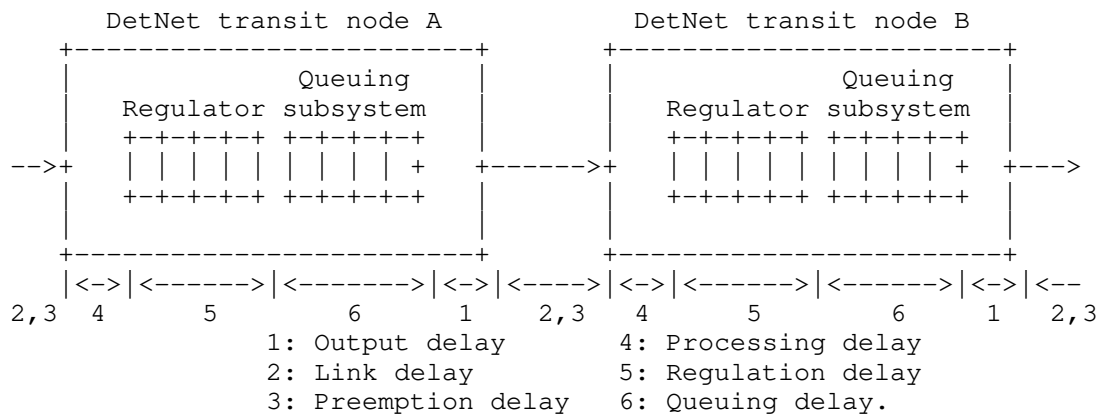 DetNet transit node A DetNet transit node B
+-------------------------+ +------------------------+
| | | |
| Queuing | | Queuing |
| Regulator subsystem | | Regulator subsystem |
| +-+-+-+-+ +-+-+-+-+ | | +-+-+-+-+ +-+-+-+-+ |
-->+ | | | | | | | | | + +------>+ | | | | | | | | | + +--->
| +-+-+-+-+ +-+-+-+-+ | | +-+-+-+-+ +-+-+-+-+ |
| | | |
+-------------------------+ +------------------------+
|<->|<------>|<------->|<->|<---->|<->|<------>|<------>|<->|<--
2,3 4 5 6 1 2,3 4 5 6 1 2,3
1: Output delay 4: Processing delay
2: Link delay 5: Regulation delay
3: Preemption delay 6: Queuing delay.